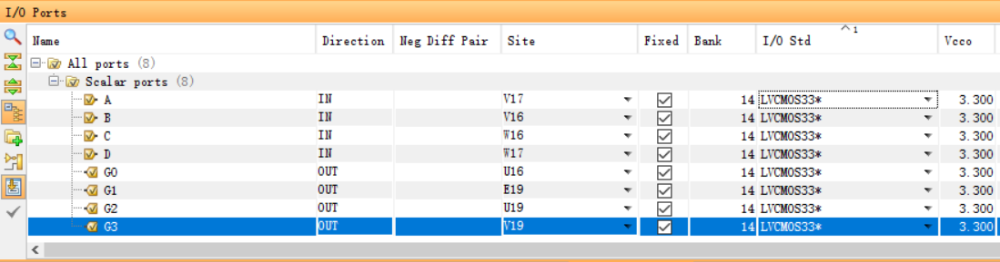 I/O Ports
Name Direction Neg Diff Pair Site Fixed Bank I/O Std 1 Vcco
All ports (8)
Scalar ports (8)
A IN V17 14 LVCMOS33* 3.300
B IN V16 14 LVCMOS33* 3.300
C IN W16 14 LVCMOS33* 3.300
D IN W17 14 LVCMOS33* 3.300
G0 OUT U16 14 LVCMOS33* 3.300
G1 OUT E19 14 LVCMOS33* 3.300
G2 OUT U19 14 LVCMOS33* 3.300
G3 OUT V19 14 LVCMOS33* 3.300